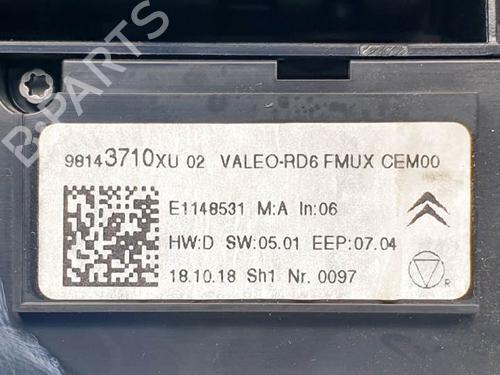 98143710XU 02 VALEO-RD6 FMUX CEM00
E1148531 M:A In:06
HW:D SW:05.01 EEP:07.04
18.10.18 Sh1 Nr. 0097
R
B-PARTS